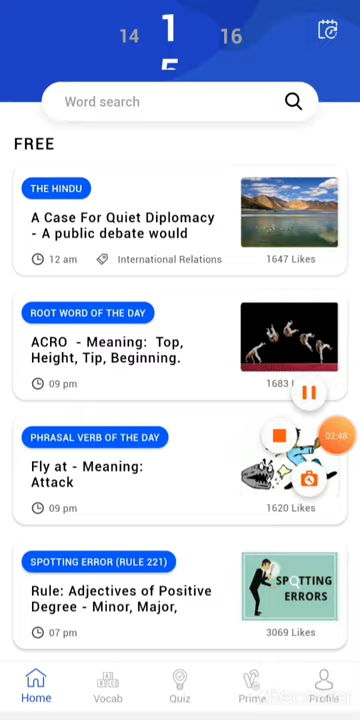 14 1 16
5
Word search
FREE
THE HINDU
A Case For Quiet Diplomacy
- A public debate would
12 am International Relations 1647 Likes
ROOT WORD OF THE DAY
ACRO - Meaning: Top,
Height, Tip, Beginning.
09 pm 1683
PHRASAL VERB OF THE DAY
02:48
Fly at - Meaning:
Attack
09 pm 1620 Likes
SPOTTING ERROR (RULE 221)
SPOTTING
ERRORS
Rule: Adjectives of Positive
Degree - Minor, Major,
07 pm 3069 Likes
Home Vocab Quiz Prime Profile